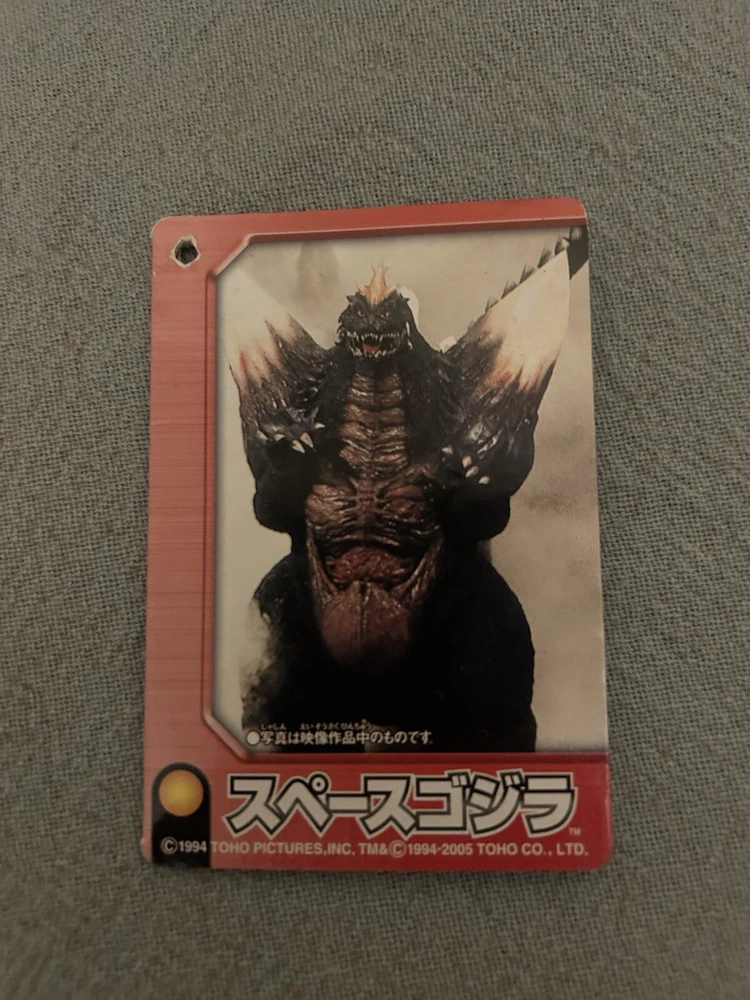 しゃしん えいぞうさくひんちゅう
●写真は映像作品中のものです。
スペースゴジラ™
©1994 TOHO PICTURES,INC. TM&©1994-2005 TOHO CO., LTD.